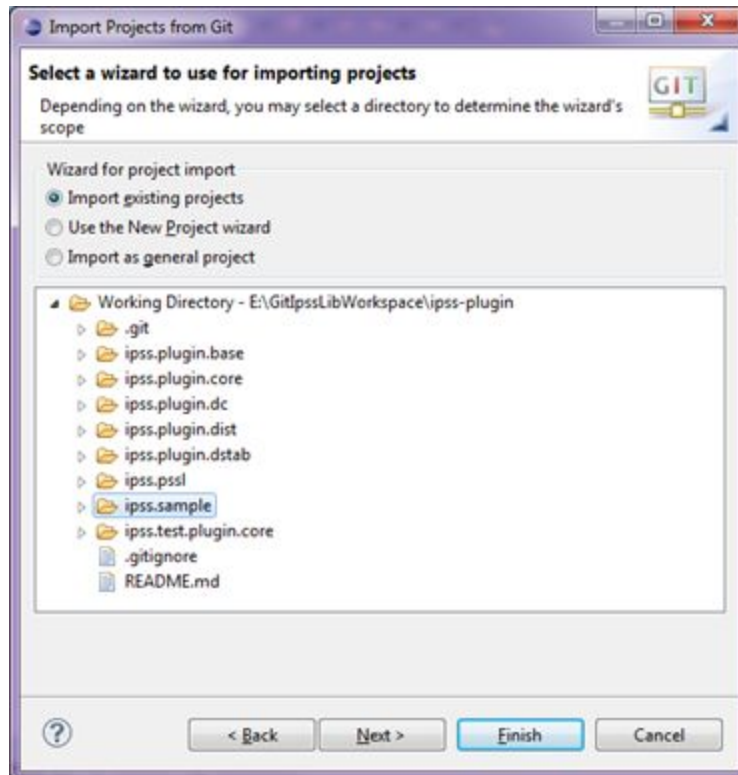 Import Projects from Git
Select a wizard to use for importing projects
Depending on the wizard, you may select a directory to determine the wizard's
scope
GIT
Wizard for project import
Import existing projects
Use the New Project wizard
Import as general project
Working Directory - E:\GitIpssLibWorkspace\ipss-plugin
.git
ipss.plugin.base
ipss.plugin.core
ipss.plugin.dc
ipss.plugin.dist
ipss.plugin.dstab
ipss.pssl
ipss.sample
ipss.test.plugin.core
.gitignore
README.md
? < Back Next > Finish Cancel